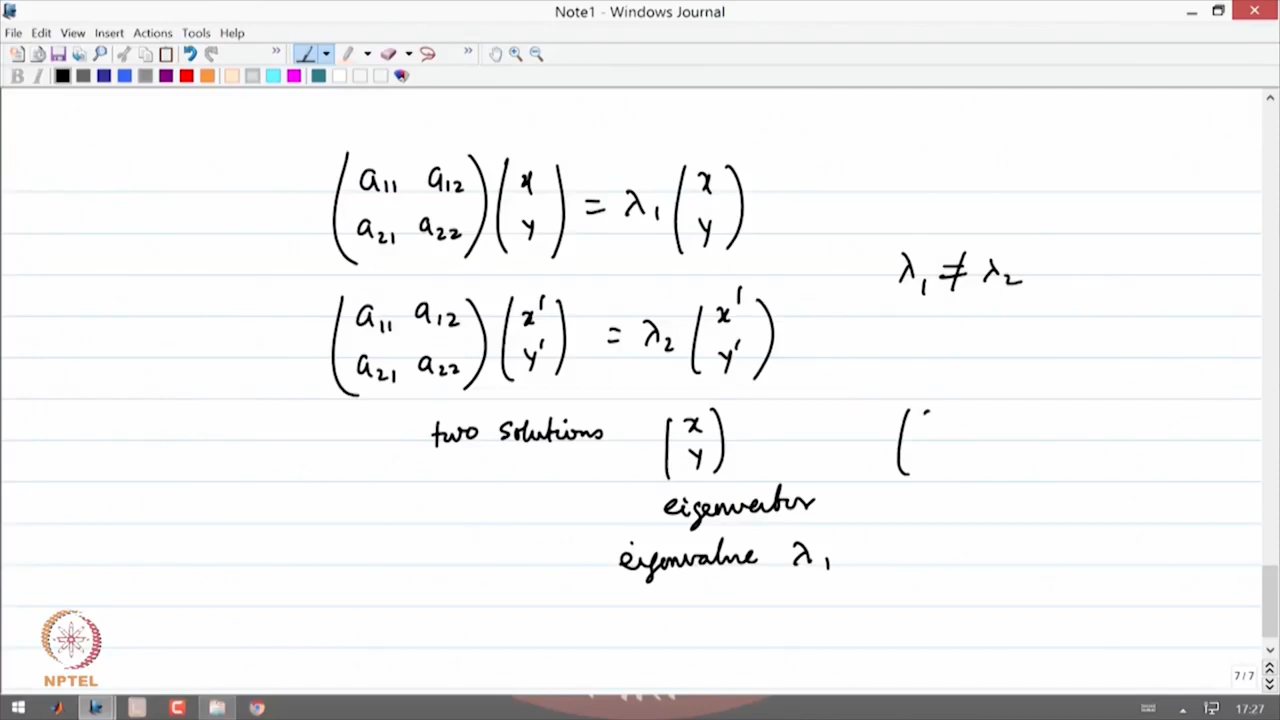 Note1 - Windows Journal
File Edit View Insert Actions Tools Help
B I
( a11 a12 ) ( x ) = λ1 ( x )
( a21 a22 ) ( y ) ( y )
λ1 ≠ λ2
( a11 a12 ) ( x' ) = λ2 ( x' )
( a21 a22 ) ( y' ) ( y' )
two solutions ( x ) (
( y )
eigenvector
eigenvalue λ1
NPTEL
7/7
17:27